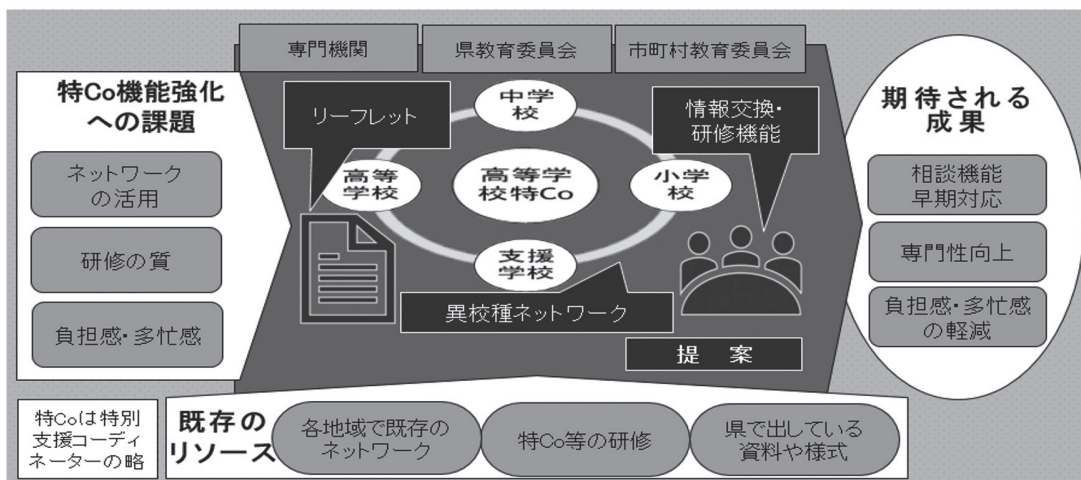 専門機関
県教育委員会
市町村教育委員会
特Co機能強化
への課題
ネットワーク
の活用
研修の質
負担感・多忙感
リーフレット
中学
校
情報交換・
研修機能
高等
学校
高等学
校特Co
小学
校
支援
学校
異校種ネットワーク
提 案
期待される
成果
相談機能
早期対応
専門性向上
負担感・多忙感
の軽減
特Coは特別
支援コーディ
ネーターの略
既存の
リソース
各地域で既存の
ネットワーク
特Co等の研修
県で出している
資料や様式